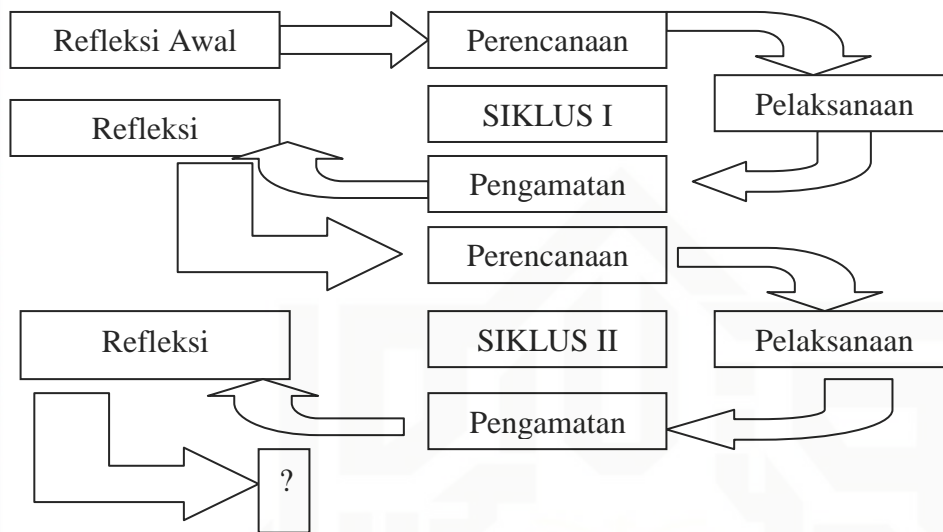 Refleksi Awal
Perencanaan
Pelaksanaan
SIKLUS I
Refleksi
Pengamatan
Perencanaan
Pelaksanaan
SIKLUS II
Refleksi
Pengamatan
?